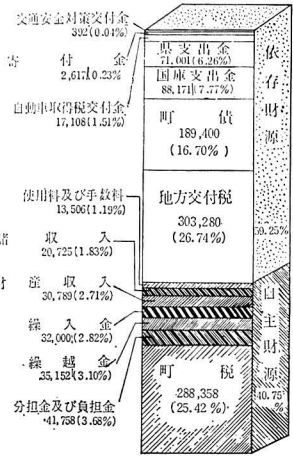 交通安全対策交付金
392(0.04%)
寄付金
2,617(0.23%
自動車取得税交付金
17,108(1.51%)
県支出金
71,001(6.26%)
国庫支出金
88,171(7.77%)
町債
189,400
(16.70%)
地方交付税
303,280
(26.74%)
依存財源
59.25%
使用料及び手数料
13,506(1.19%)
諸収入
20,725(1.83%)
財産収入
30,789(2.71%)
繰入金
32,000(2.82%)
繰越金
35,152(3.10%)
分担金及び負担金
41,758(3.68%)
町税
288,358
(25.42%)
自主財源
40.75%